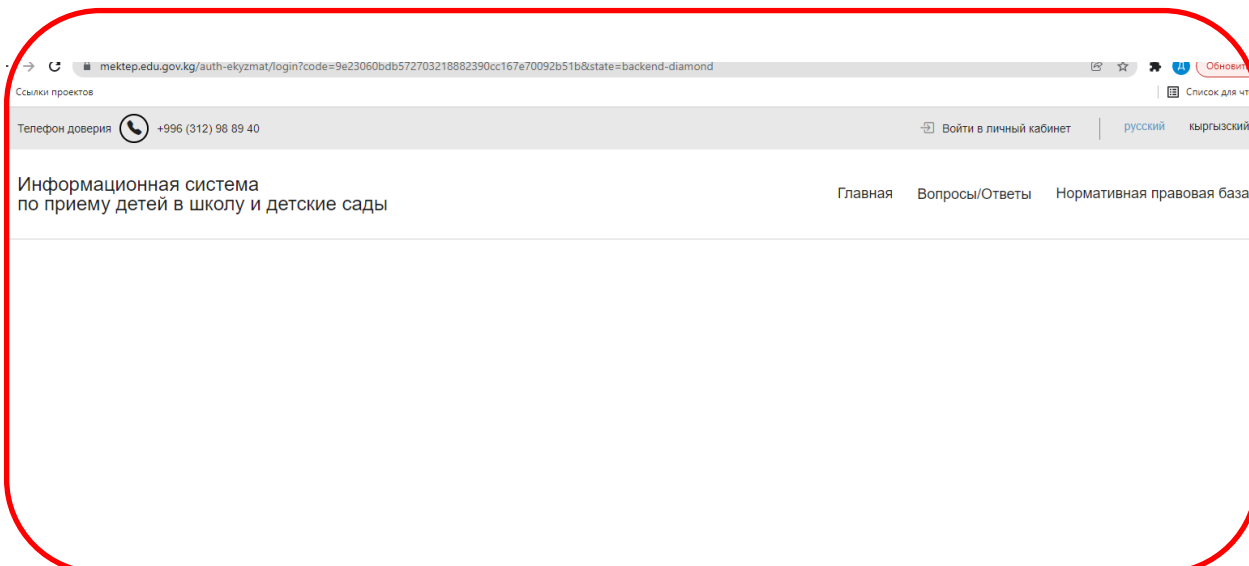 mektep.edu.gov.kg/auth-ekyzmat/login?code=9e23060bdb572703218882390cc167e70092b51b&state=backend-diamond Д Обновить
Ссылки проектов Список для чт
Телефон доверия +996 (312) 98 89 40 Войти в личный кабинет русский кыргызский
Информационная система
по приему детей в школу и детские сады
Главная Вопросы/Ответы Нормативная правовая база